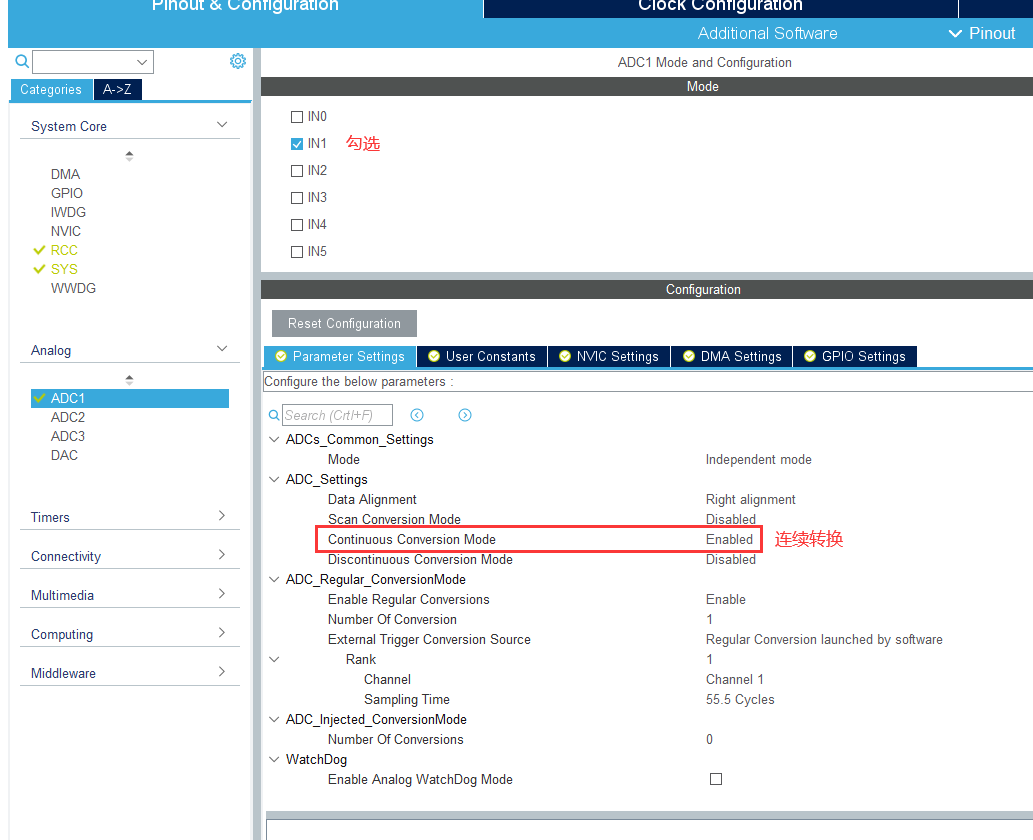 Pinout & Configuration
Clock Configuration
Additional Software
Pinout
Categories
A->Z
System Core
DMA
GPIO
IWDG
NVIC
RCC
SYS
WWDG
Analog
ADC1
ADC2
ADC3
DAC
Timers
Connectivity
Multimedia
Computing
Middleware
ADC1 Mode and Configuration
Mode
IN0
IN1 勾选
IN2
IN3
IN4
IN5
Configuration
Reset Configuration
Parameter Settings
User Constants
NVIC Settings
DMA Settings
GPIO Settings
Configure the below parameters :
Search (CrtI+F)
ADCs_Common_Settings
Mode Independent mode
ADC_Settings
Data Alignment Right alignment
Scan Conversion Mode Disabled
Continuous Conversion Mode Enabled 连续转换
Discontinuous Conversion Mode Disabled
ADC_Regular_ConversionMode
Enable Regular Conversions Enable
Number Of Conversion 1
External Trigger Conversion Source Regular Conversion launched by software
Rank 1
Channel Channel 1
Sampling Time 55.5 Cycles
ADC_Injected_ConversionMode
Number Of Conversions 0
WatchDog
Enable Analog WatchDog Mode